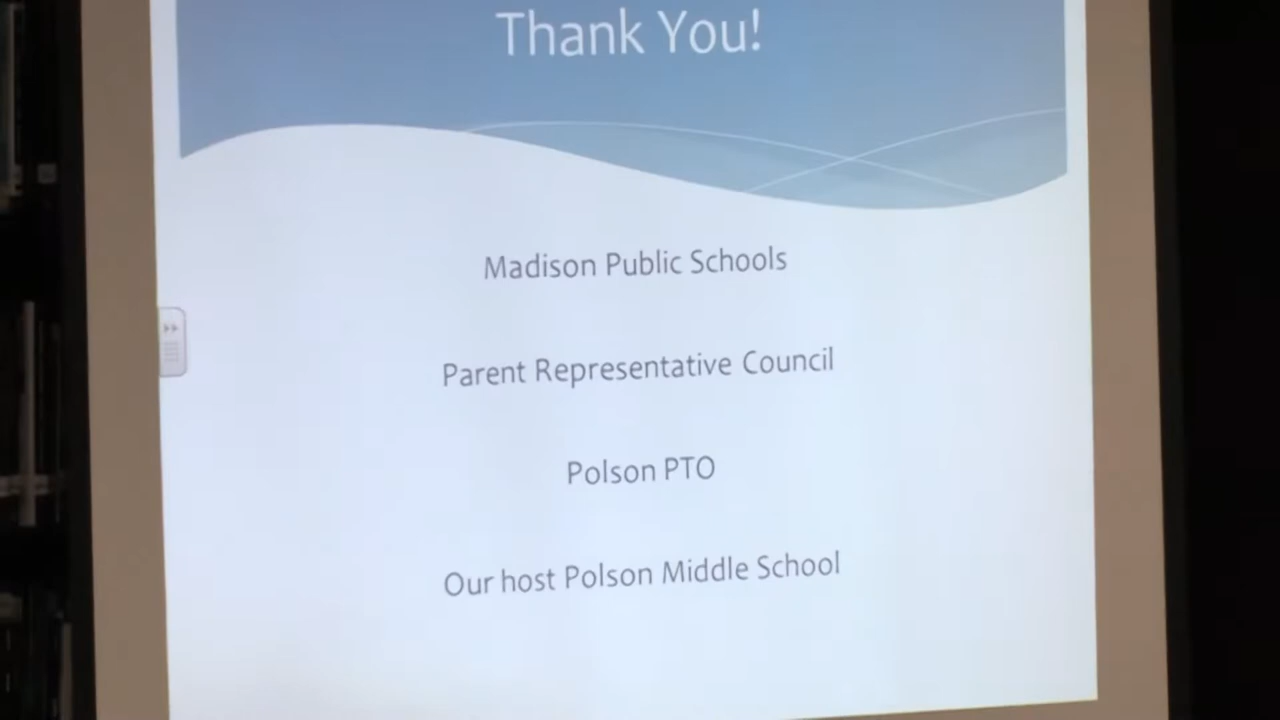 Thank You!
Madison Public Schools
Parent Representative Council
Polson PTO
Our host Polson Middle School